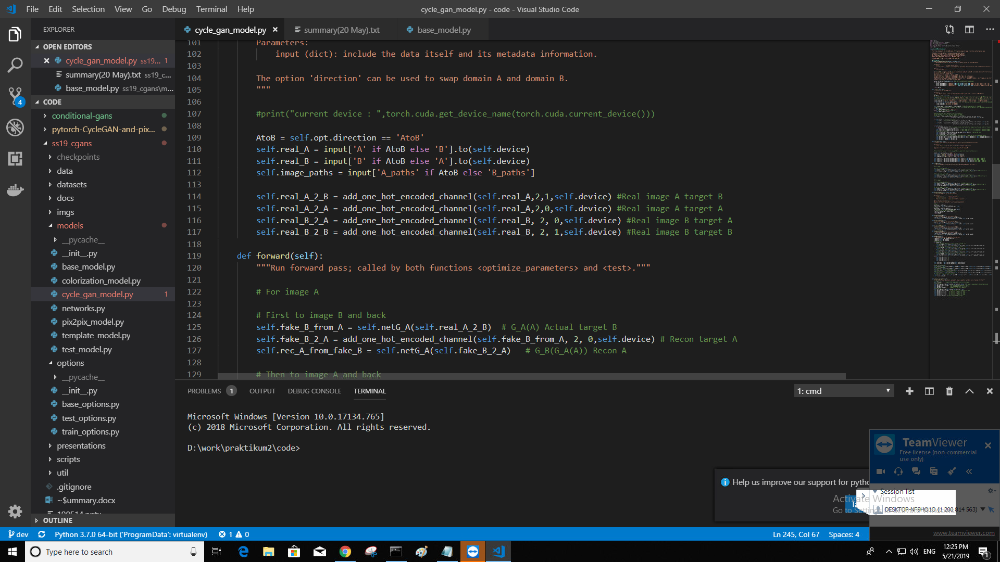 File Edit Selection View Go Debug Terminal Help
cycle_gan_model.py - code - Visual Studio Code
EXPLORER
OPEN EDITORS
cycle_gan_model.py ss19... 1
summary(20 May).txt ss19_c...
base_model.py ss19_cgans\m...
CODE
conditional-gans
pytorch-CycleGAN-and-pix...
ss19_cgans
checkpoints
data
datasets
docs
imgs
models
__pycache__
__init__.py
base_model.py
colorization_model.py
cycle_gan_model.py 1
networks.py
pix2pix_model.py
template_model.py
test_model.py
options
__pycache__
__init__.py
base_options.py
test_options.py
train_options.py
presentations
scripts
util
.gitignore
~$ummary.docx
OUTLINE
4
cycle_gan_model.py
summary(20 May).txt
base_model.py
101 Parameters:
102 input (dict): include the data itself and its metadata information.
103
104 The option 'direction' can be used to swap domain A and domain B.
105 """
106
107 #print("current device : ",torch.cuda.get_device_name(torch.cuda.current_device()))
108
109 AtoB = self.opt.direction == 'AtoB'
110 self.real_A = input['A' if AtoB else 'B'].to(self.device)
111 self.real_B = input['B' if AtoB else 'A'].to(self.device)
112 self.image_paths = input['A_paths' if AtoB else 'B_paths']
113
114 self.real_A_2_B = add_one_hot_encoded_channel(self.real_A,2,1,self.device) #Real image A target B
115 self.real_A_2_A = add_one_hot_encoded_channel(self.real_A,2,0,self.device) #Real image A target A
116 self.real_B_2_A = add_one_hot_encoded_channel(self.real_B, 2, 0,self.device) #Real image B target A
117 self.real_B_2_B = add_one_hot_encoded_channel(self.real_B, 2, 1,self.device) #Real image B target B
118
119 def forward(self):
120 """Run forward pass; called by both functions <optimize_parameters> and <test>."""
121
122 # For image A
123
124 # First to image B and back
125 self.fake_B_from_A = self.netG_A(self.real_A_2_B) # G_A(A) Actual target B
126 self.fake_B_2_A = add_one_hot_encoded_channel(self.fake_B_from_A, 2, 0,self.device) # Recon target A
127 self.rec_A_from_fake_B = self.netG_A(self.fake_B_2_A) # G_B(G_A(A)) Recon A
128
129 # Then to image A and back
PROBLEMS 1 OUTPUT DEBUG CONSOLE TERMINAL
1: cmd
Microsoft Windows [Version 10.0.17134.765]
(c) 2018 Microsoft Corporation. All rights reserved.
D:\work\praktikum2\code>
TeamViewer
Free license (non-commercial
use only)
Help us improve our support for pytho
Session list
Activate Windows
DESKTOP-NF9HO1O (1 200 814 563)
www.teamviewer.com
dev
Python 3.7.0 64-bit ('ProgramData': virtualenv)
1 0
Ln 245, Col 67 Spaces: 4
Type here to search
ENG
12:25 PM
5/21/2019
1